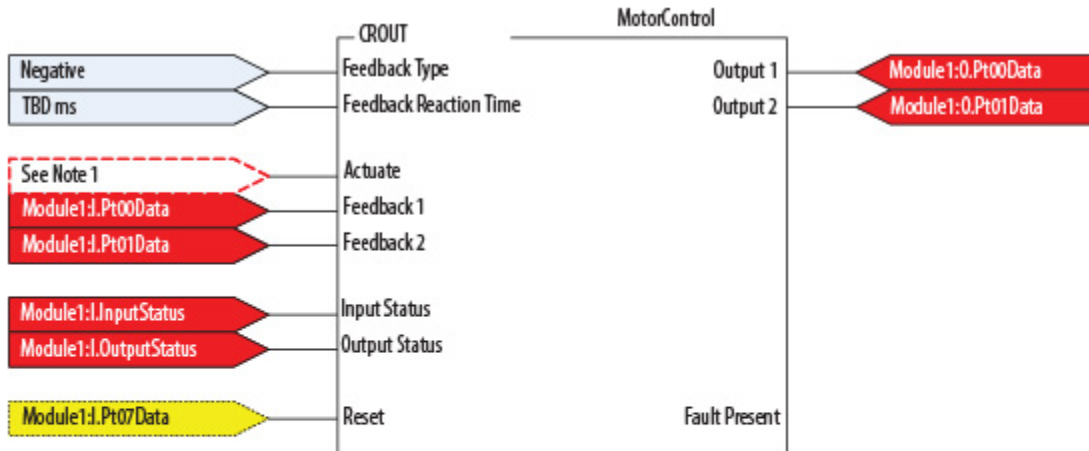 MotorControl
CROUT
Negative
Feedback Type
Output 1
Module1:O.Pt00Data
TBD ms
Feedback Reaction Time
Output 2
Module1:O.Pt01Data
See Note 1
Actuate
Module1:I.Pt00Data
Feedback 1
Module1:I.Pt01Data
Feedback 2
Module1:I.InputStatus
Input Status
Module1:I.OutputStatus
Output Status
Module1:I.Pt07Data
Reset
Fault Present